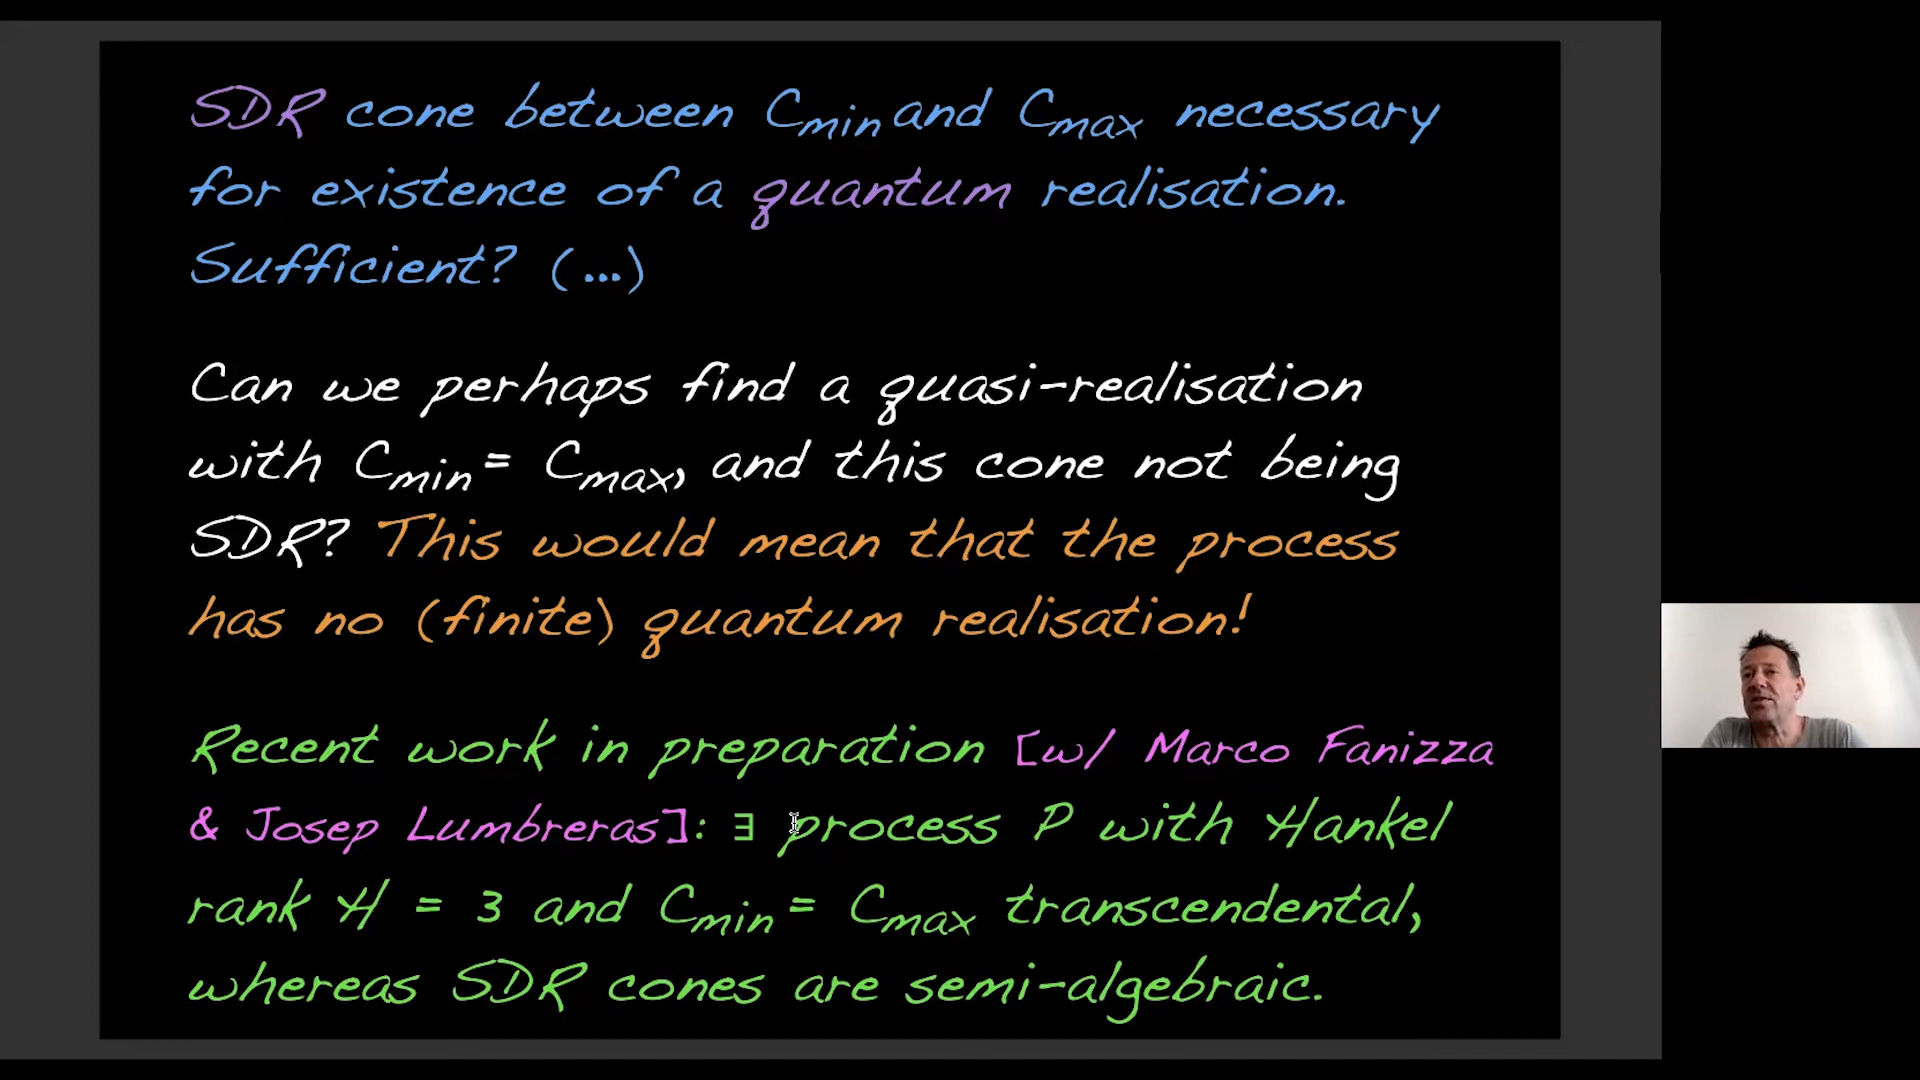 SDR cone between Cmin and Cmax necessary
for existence of a quantum realisation.
Sufficient? (...)
Can we perhaps find a quasi-realisation
with Cmin = Cmax, and this cone not being
SDR? This would mean that the process
has no (finite) quantum realisation!
Recent work in preparation [w/ Marco Fanizza
& Josep Lumbreras]: ∃ process P with Hankel
rank H = 3 and Cmin = Cmax transcendental,
whereas SDR cones are semi-algebraic.